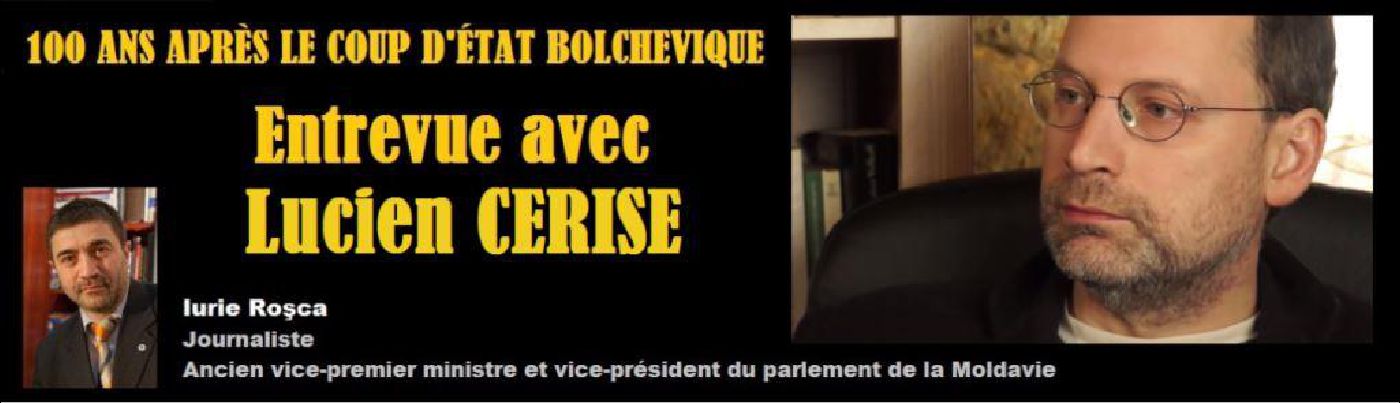 100 ANS APRÈS LE COUP D'ÉTAT BOLCHEVIQUE
Entrevue avec
Lucien CERISE
Iurie Roşca
Journaliste
Ancien vice-premier ministre et vice-président du parlement de la Moldavie